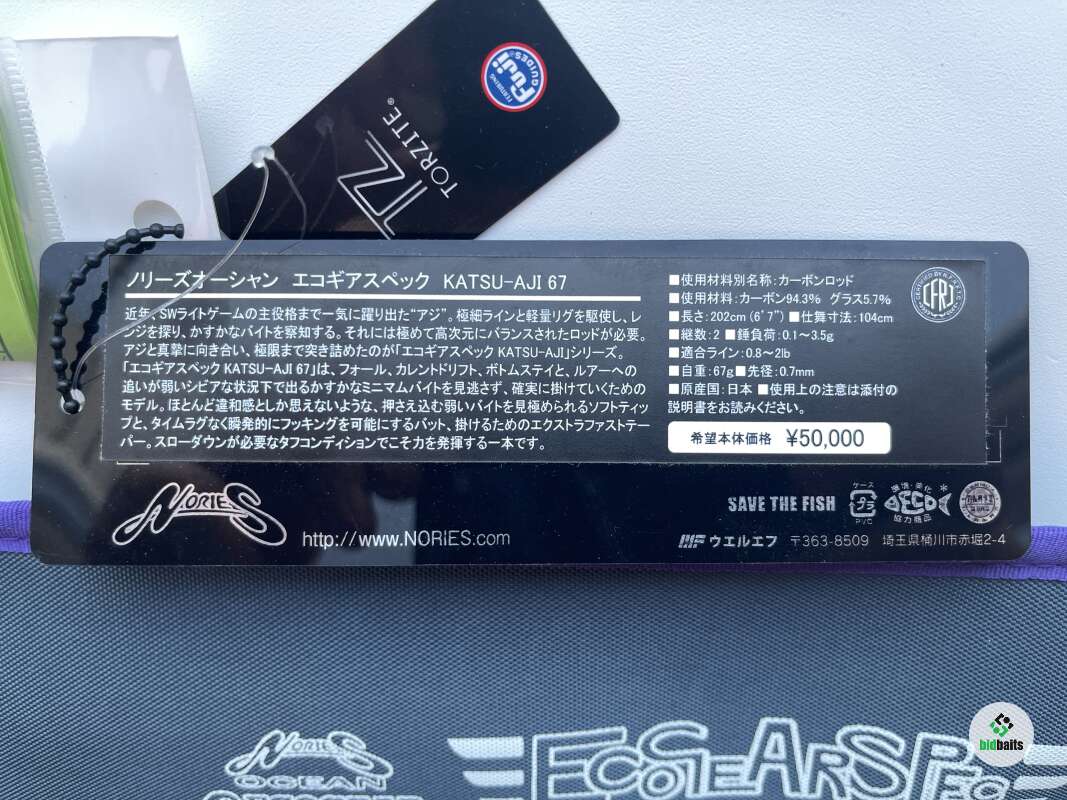 FEATURING
Fuji
GUIDES
TZ
TORZITE®
ノリーズオーシャン エコギアスペック KATSU-AJI 67
近年、SWライトゲームの主役格まで一気に躍り出た“アジ”。極細ラインと軽量リグを駆使し、レ
ンジを探り、かすかなバイトを察知する。それには極めて高次元にバランスされたロッドが必要。
アジと真摯に向き合い、極限まで突き詰めたのが「エコギアスペック KATSU-AJI」シリーズ。
「エコギアスペック KATSU-AJI 67」は、フォール、カレントドリフト、ボトムステイと、ルアーへの
追いが弱いシビアな状況下で出るかすかなミニマムバイトを見逃さず、確実に掛けていくための
モデル。ほとんど違和感としか思えないような、押さえ込む弱いバイトを見極められるソフトティッ
プと、タイムラグなく瞬発的にフッキングを可能にするバット、掛けるためのエクストラファストテー
パー。スローダウンが必要なタフコンディションでこそ力を発揮する一本です。
■使用材料別名称：カーボンロッド
■使用材料：カーボン94.3% グラス5.7%
■長さ：202cm (6'7") ■仕舞寸法：104cm
■継数：2 ■錘負荷：0.1～3.5g
■適合ライン：0.8～2lb
■自重：67g■先径：0.7mm
■原産国：日本 ■使用上の注意は添付の
説明書をお読みください。
希望本体価格 ¥50,000
NORIES
http://www.NORIES.com
SAVE THE FISH
ケース
プラ
PVC
環境・美化
ECO
協力商品
ウエルエフ 〒363-8509 埼玉県桶川市赤堀2-4
NORIES
OCEAN
ECOGEAR SPEC
bidbaits